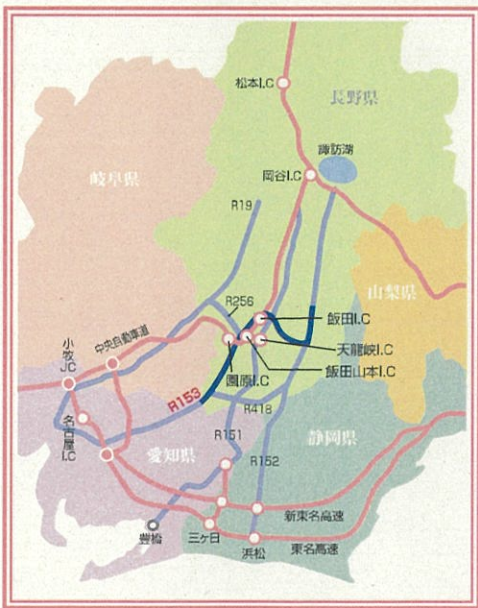 松本I.C
長野県
諏訪湖
岡谷I.C
岐阜県
R19
山梨県
R256
飯田I.C
中央自動車道
天龍峡I.C
小牧JC
飯田山本I.C
園原I.C
R153
名古屋I.C
R418
静岡県
R151
愛知県
R152
新東名高速
豊橋
三ケ日
東名高速
浜松